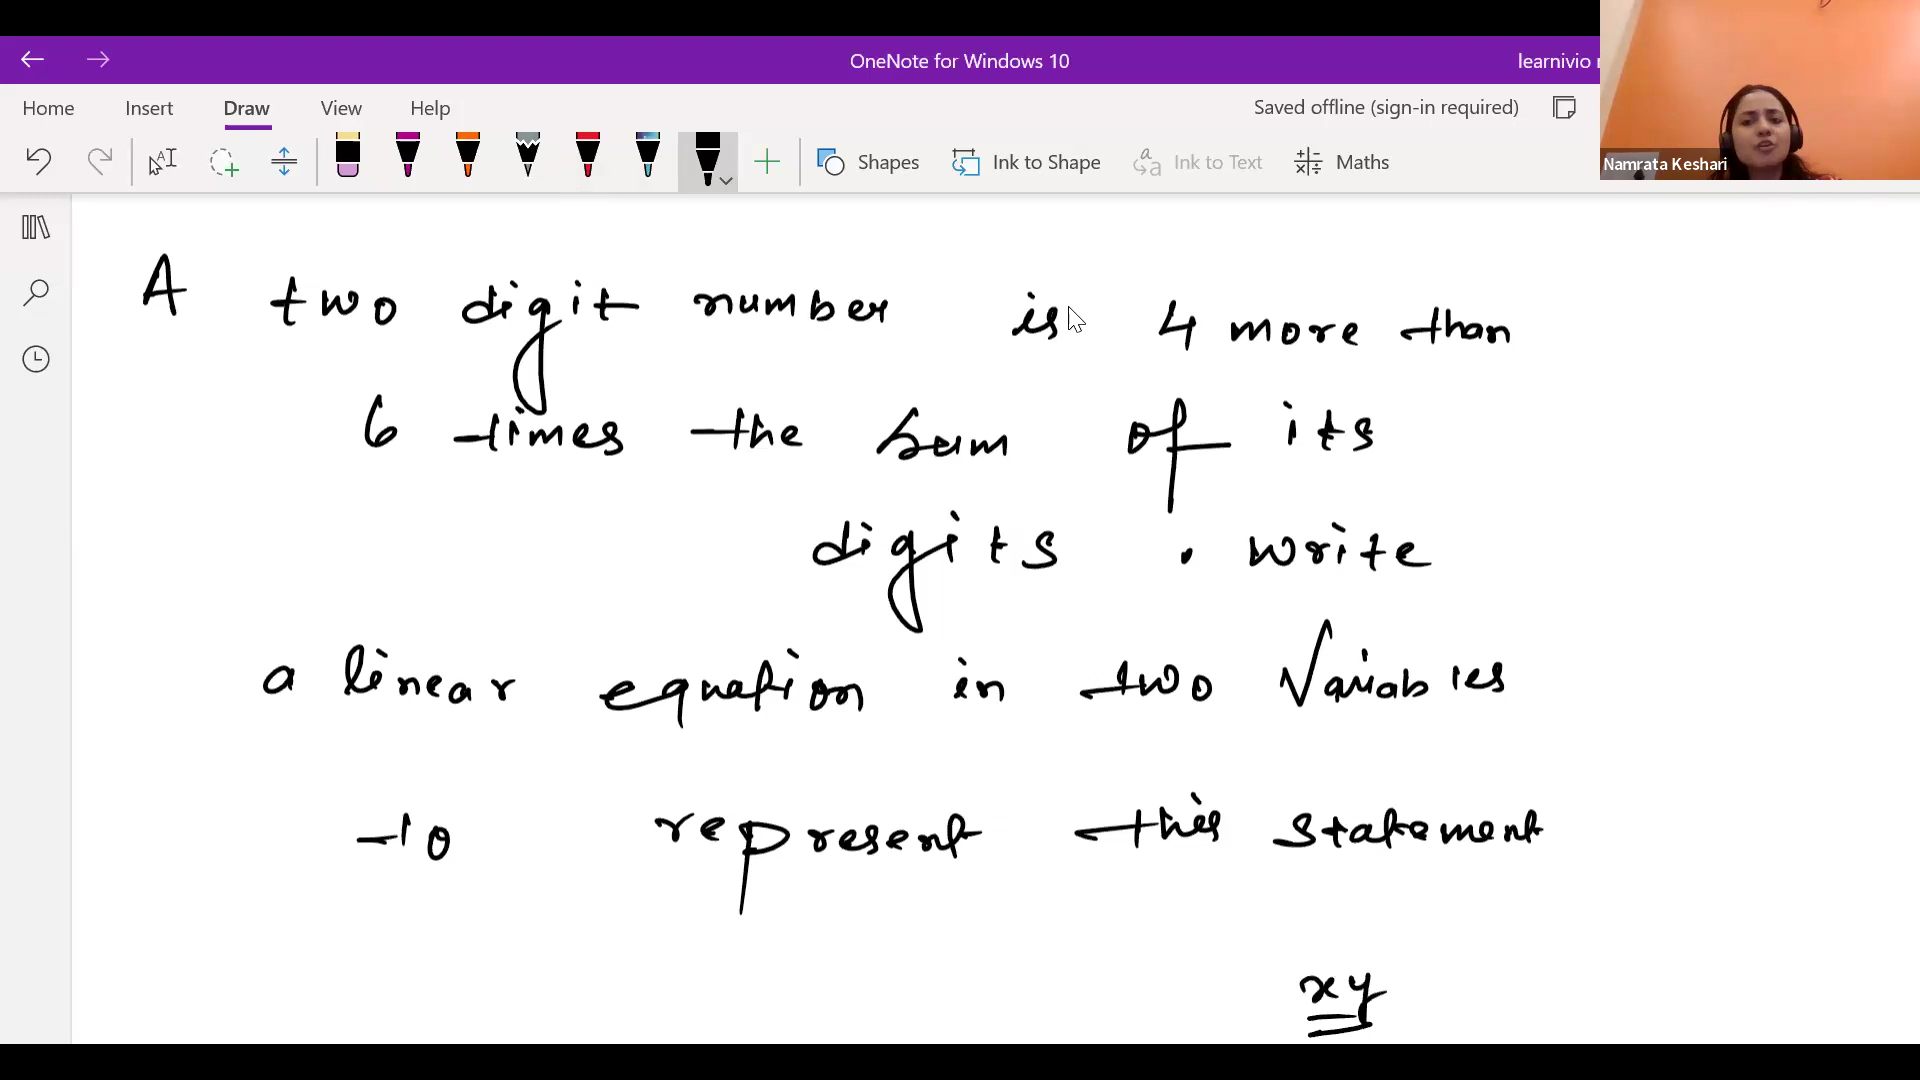 OneNote for Windows 10
learnivio
Home Insert Draw View Help
Saved offline (sign-in required)
Shapes Ink to Shape Ink to Text Maths
Namrata Keshari
A two digit number is 4 more than
6 times the sum of its
digits . write
a linear equation in two Variables
to represent this statement
xy